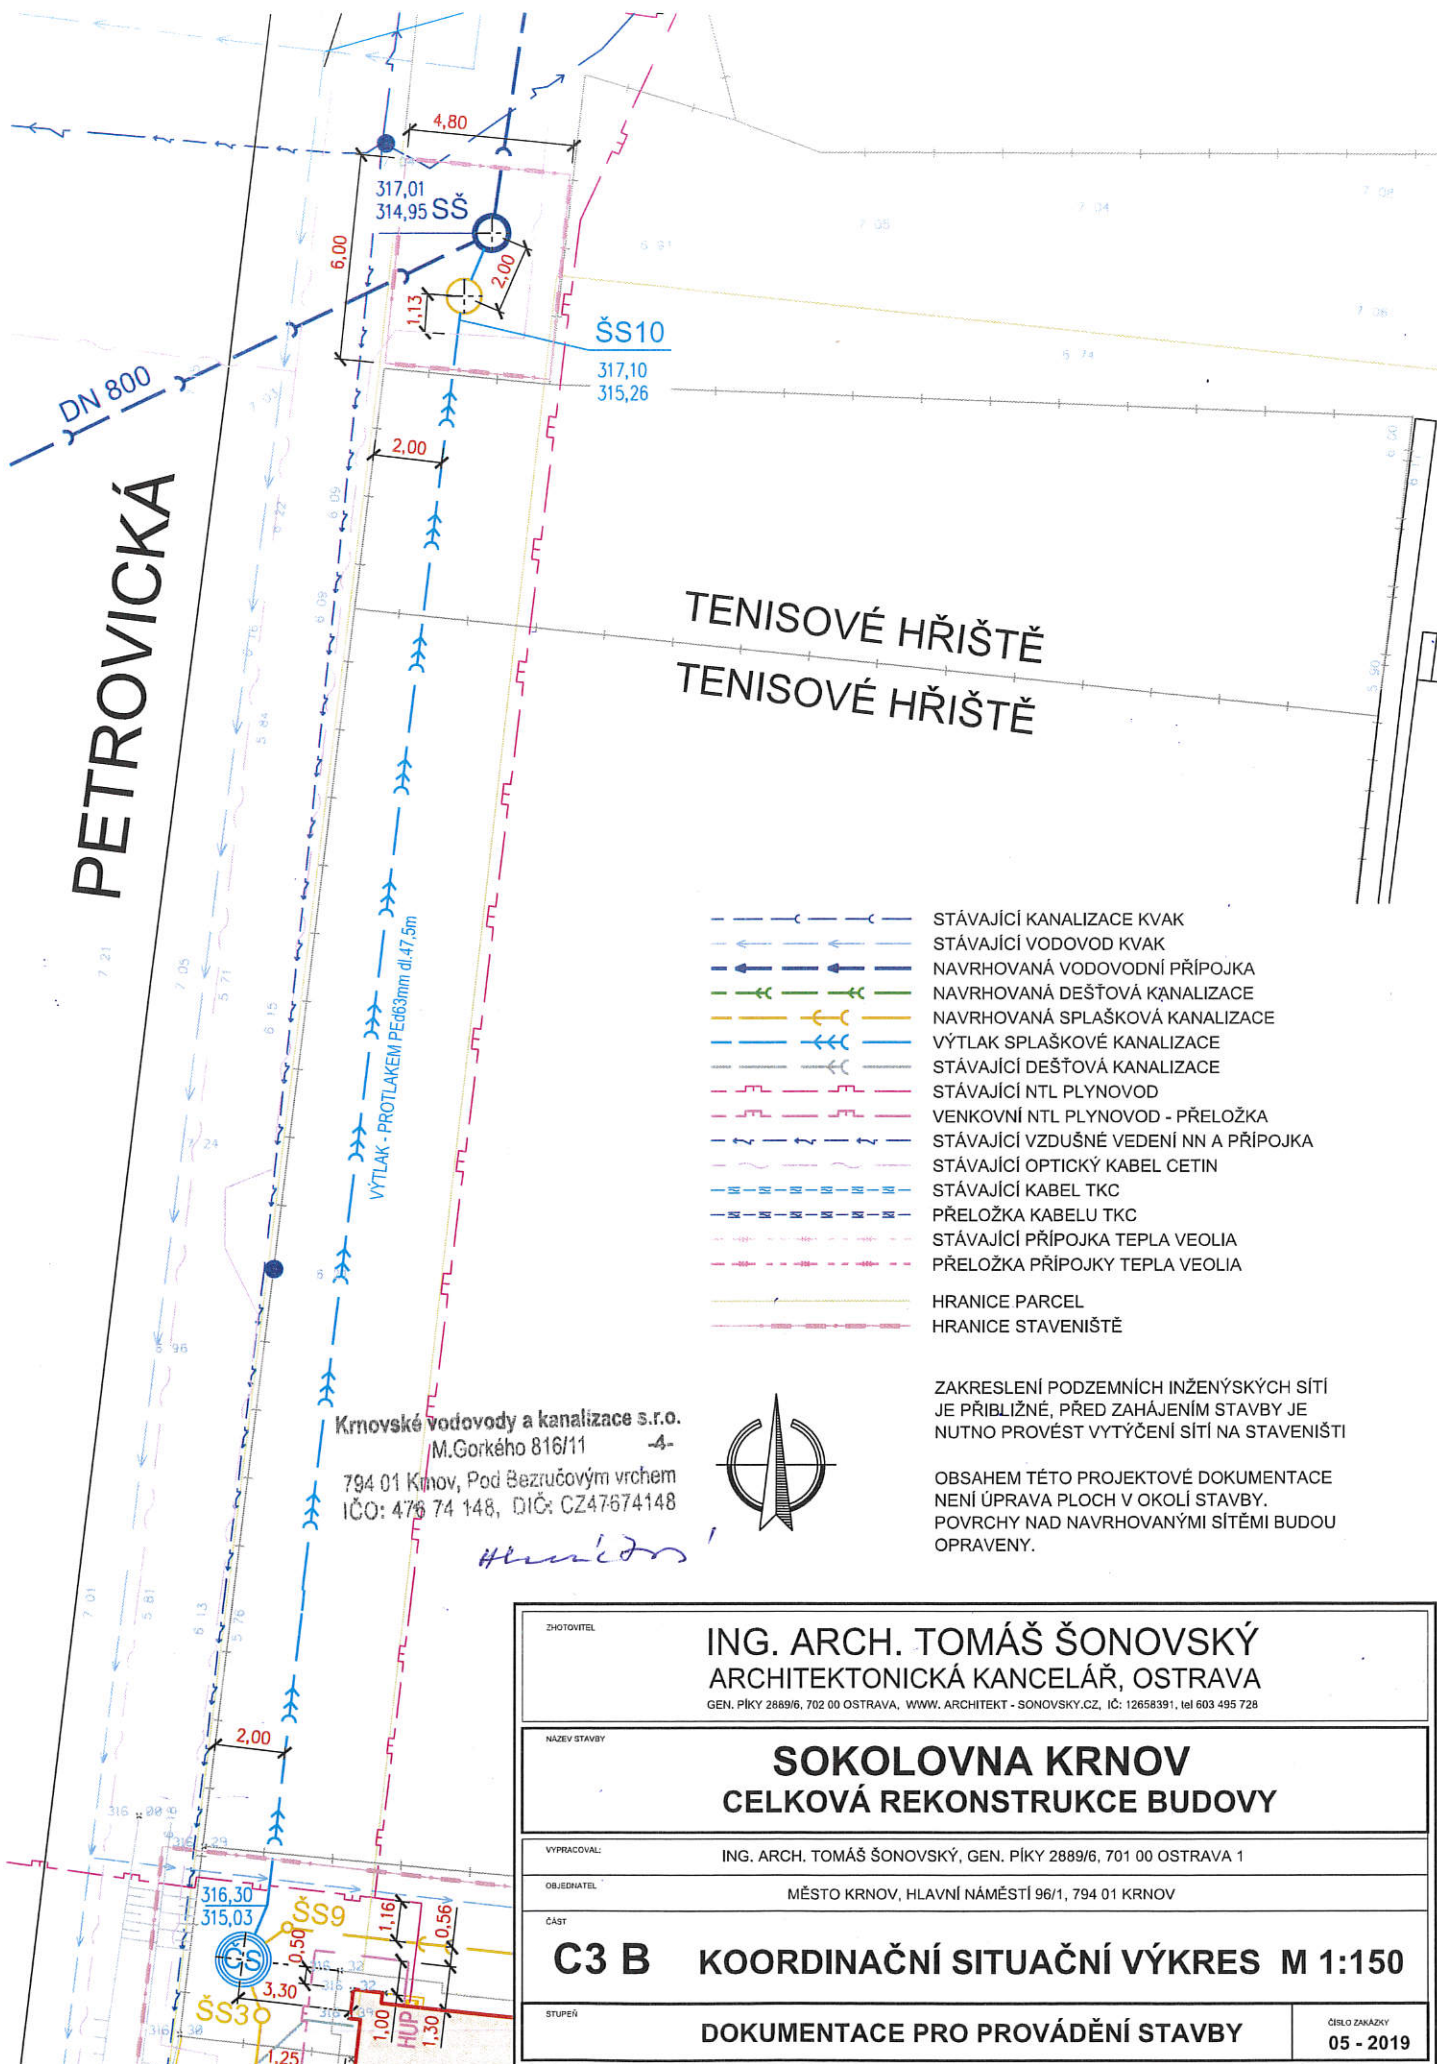 4,80
317,01
314,95 SŠ
6,00
2,00
1,13
ŠS10
317,10
315,26
DN 800
2,00
PETROVICKÁ
TENISOVÉ HŘIŠTĚ
TENISOVÉ HŘIŠTĚ
VÝTLAK - PROTLAKEM PEd63mm dl.47,5m
STÁVAJÍCÍ KANALIZACE KVAK
STÁVAJÍCÍ VODOVOD KVAK
NAVRHOVANÁ VODOVODNÍ PŘÍPOJKA
NAVRHOVANÁ DEŠŤOVÁ KANALIZACE
NAVRHOVANÁ SPLAŠKOVÁ KANALIZACE
VÝTLAK SPLAŠKOVÉ KANALIZACE
STÁVAJÍCÍ DEŠŤOVÁ KANALIZACE
STÁVAJÍCÍ NTL PLYNOVOD
VENKOVNÍ NTL PLYNOVOD - PŘELOŽKA
STÁVAJÍCÍ VZDUŠNÉ VEDENÍ NN A PŘÍPOJKA
STÁVAJÍCÍ OPTICKÝ KABEL CETIN
STÁVAJÍCÍ KABEL TKC
PŘELOŽKA KABELU TKC
STÁVAJÍCÍ PŘÍPOJKA TEPLA VEOLIA
PŘELOŽKA PŘÍPOJKY TEPLA VEOLIA
HRANICE PARCEL
HRANICE STAVENIŠTĚ
ZAKRESLENÍ PODZEMNÍCH INŽENÝSKÝCH SÍTÍ
JE PŘIBLIŽNÉ, PŘED ZAHÁJENÍM STAVBY JE
NUTNO PROVÉST VYTÝČENÍ SÍTÍ NA STAVENIŠTI
OBSAHEM TÉTO PROJEKTOVÉ DOKUMENTACE
NENÍ ÚPRAVA PLOCH V OKOLÍ STAVBY.
POVRCHY NAD NAVRHOVANÝMI SÍTĚMI BUDOU
OPRAVENY.
Krnovské vodovody a kanalizace s.r.o.
M.Gorkého 816/11 -4-
794 01 Krnov, Pod Bezručovým vrchem
IČO: 476 74 148, DIČ: CZ47674148
2,00
316,30
315,03
ŠS9
ČS
0,50
1,16
0,56
3,30
ŠS3
1,00
HUP
1,30
1,25
ZHOTOVITEL
ING. ARCH. TOMÁŠ ŠONOVSKÝ
ARCHITEKTONICKÁ KANCELÁŘ, OSTRAVA
GEN. PÍKY 2889/6, 702 00 OSTRAVA, WWW. ARCHITEKT - SONOVSKY.CZ, IČ: 12658391, tel 603 495 728
NÁZEV STAVBY
SOKOLOVNA KRNOV
CELKOVÁ REKONSTRUKCE BUDOVY
VYPRACOVAL:
ING. ARCH. TOMÁŠ ŠONOVSKÝ, GEN. PÍKY 2889/6, 701 00 OSTRAVA 1
OBJEDNATEL
MĚSTO KRNOV, HLAVNÍ NÁMĚSTÍ 96/1, 794 01 KRNOV
ČÁST
C3 B KOORDINAČNÍ SITUAČNÍ VÝKRES M 1:150
STUPEŇ
DOKUMENTACE PRO PROVÁDĚNÍ STAVBY
ČÍSLO ZAKÁZKY
05 - 2019